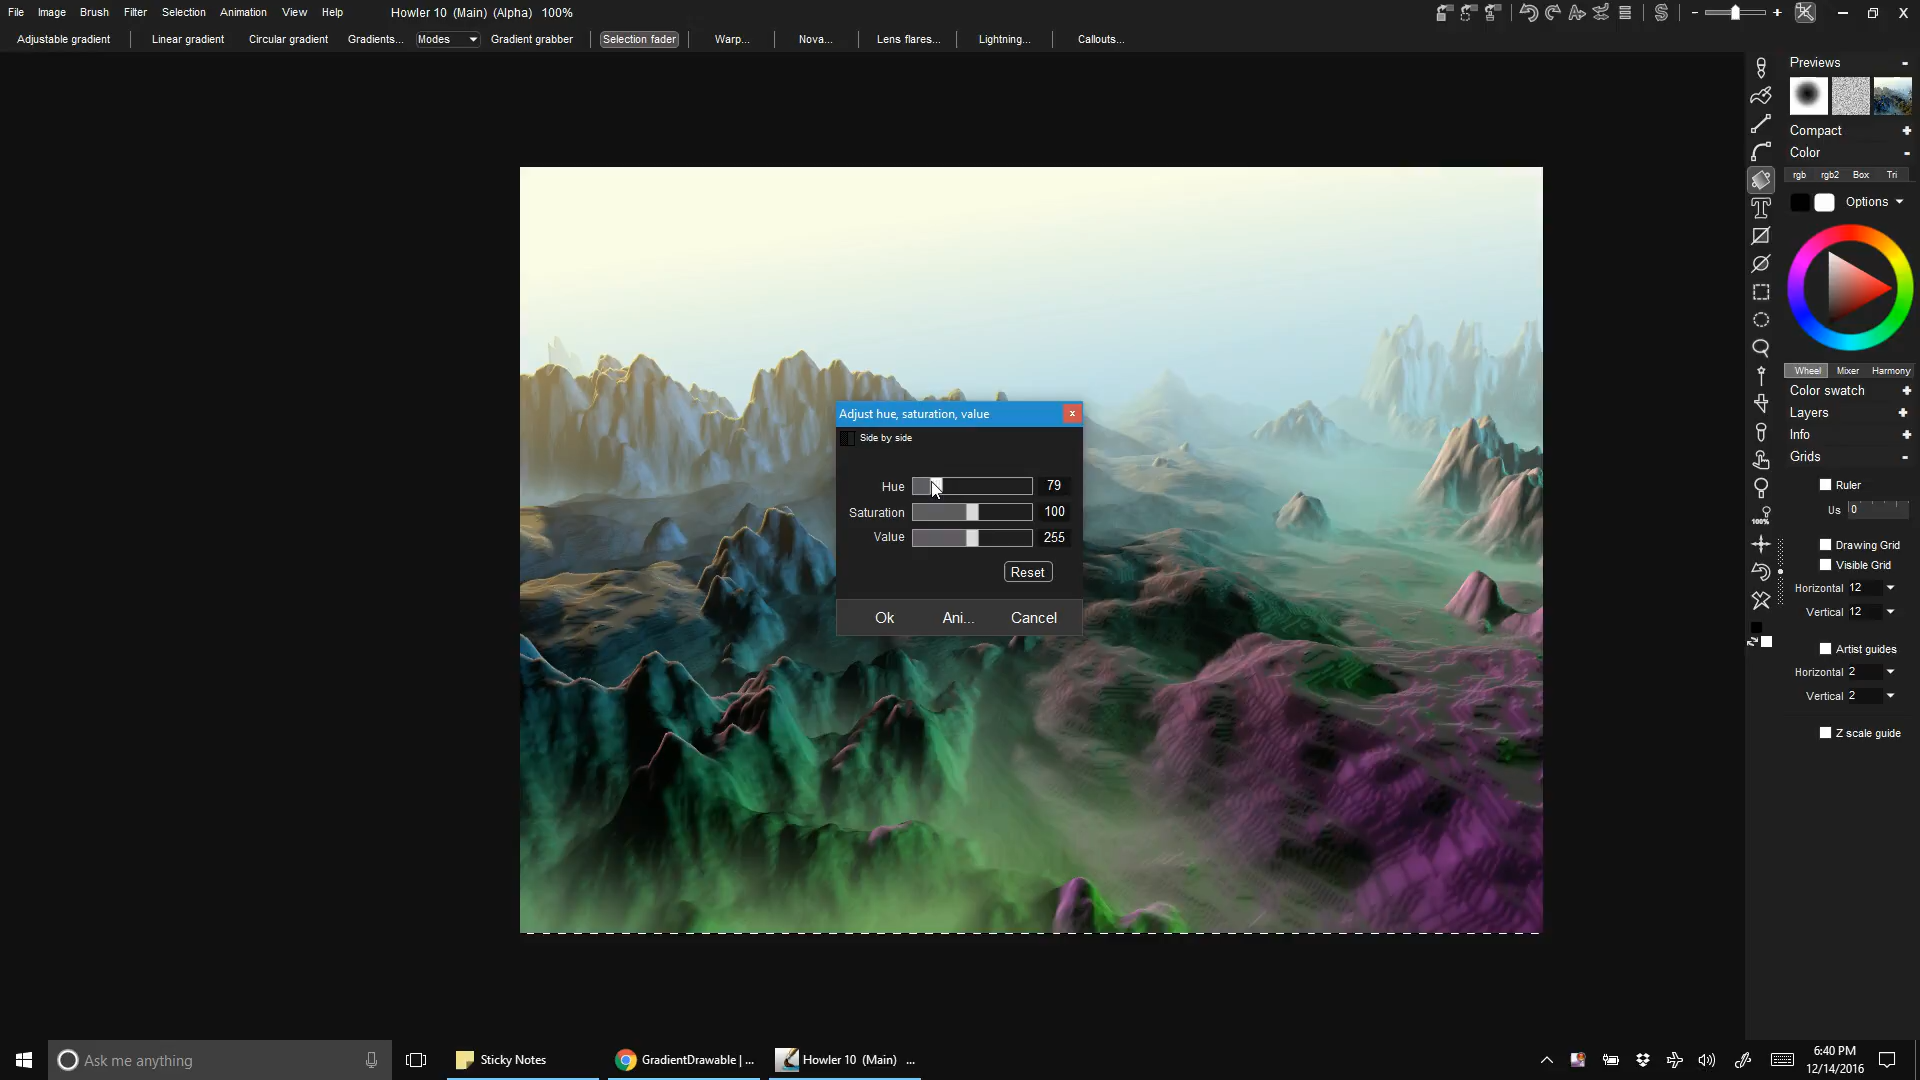 File Image Brush Filter Selection Animation View Help Howler 10 (Main) (Alpha) 100%
Adjustable gradient Linear gradient Circular gradient Gradients... Modes Gradient grabber Selection fader Warp... Nova... Lens flares... Lightning... Callouts...
Previews
Compact
Color
rgb rgb2 Box Tri
Options
Wheel Mixer Harmony
Color swatch
Layers
Info
Grids
Ruler
Us 0
Drawing Grid
Visible Grid
Horizontal 12
Vertical 12
Artist guides
Horizontal 2
Vertical 2
Z scale guide
100%
Adjust hue, saturation, value
Side by side
Hue 79
Saturation 100
Value 255
Reset
Ok Ani... Cancel
Ask me anything Sticky Notes GradientDrawable | ... Howler 10 (Main) ... 6:40 PM
12/14/2016